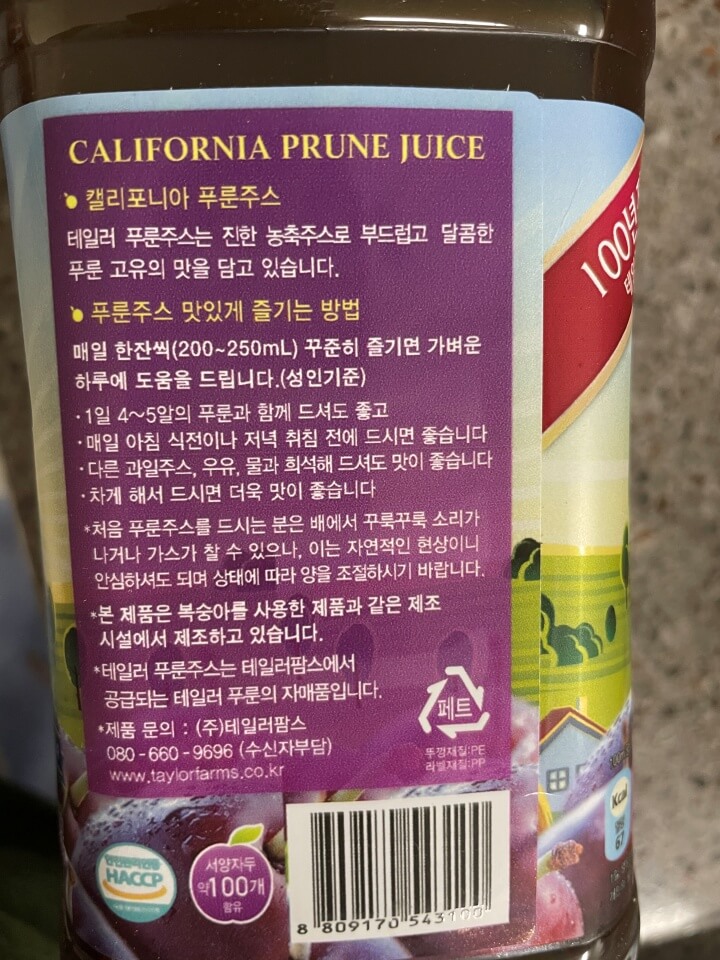 CALIFORNIA PRUNE JUICE
캘리포니아 푸룬주스
테일러 푸룬주스는 진한 농축주스로 부드럽고 달콤한
푸룬 고유의 맛을 담고 있습니다.
푸룬주스 맛있게 즐기는 방법
매일 한잔씩(200~250mL) 꾸준히 즐기면 가벼운
하루에 도움을 드립니다.(성인기준)
·1일 4~5알의 푸룬과 함께 드셔도 좋고
·매일 아침 식전이나 저녁 취침 전에 드시면 좋습니다
·다른 과일주스, 우유, 물과 희석해 드셔도 맛이 좋습니다
·차게 해서 드시면 더욱 맛이 좋습니다
*처음 푸룬주스를 드시는 분은 배에서 꾸룩꾸룩 소리가
나거나 가스가 찰 수 있으나, 이는 자연적인 현상이니
안심하셔도 되며 상태에 따라 양을 조절하시기 바랍니다.
*본 제품은 복숭아를 사용한 제품과 같은 제조
시설에서 제조하고 있습니다.
*테일러 푸룬주스는 테일러팜스에서
공급되는 테일러 푸룬의 자매품입니다.
*제품 문의 : (주)테일러팜스
080-660-9696 (수신자부담)
www.taylorfarms.co.kr
페트
뚜껑재질:PE
라벨재질:PP
HACCP
서양자두
약100개
함유
8 809170 543100
100년
Kcal
67